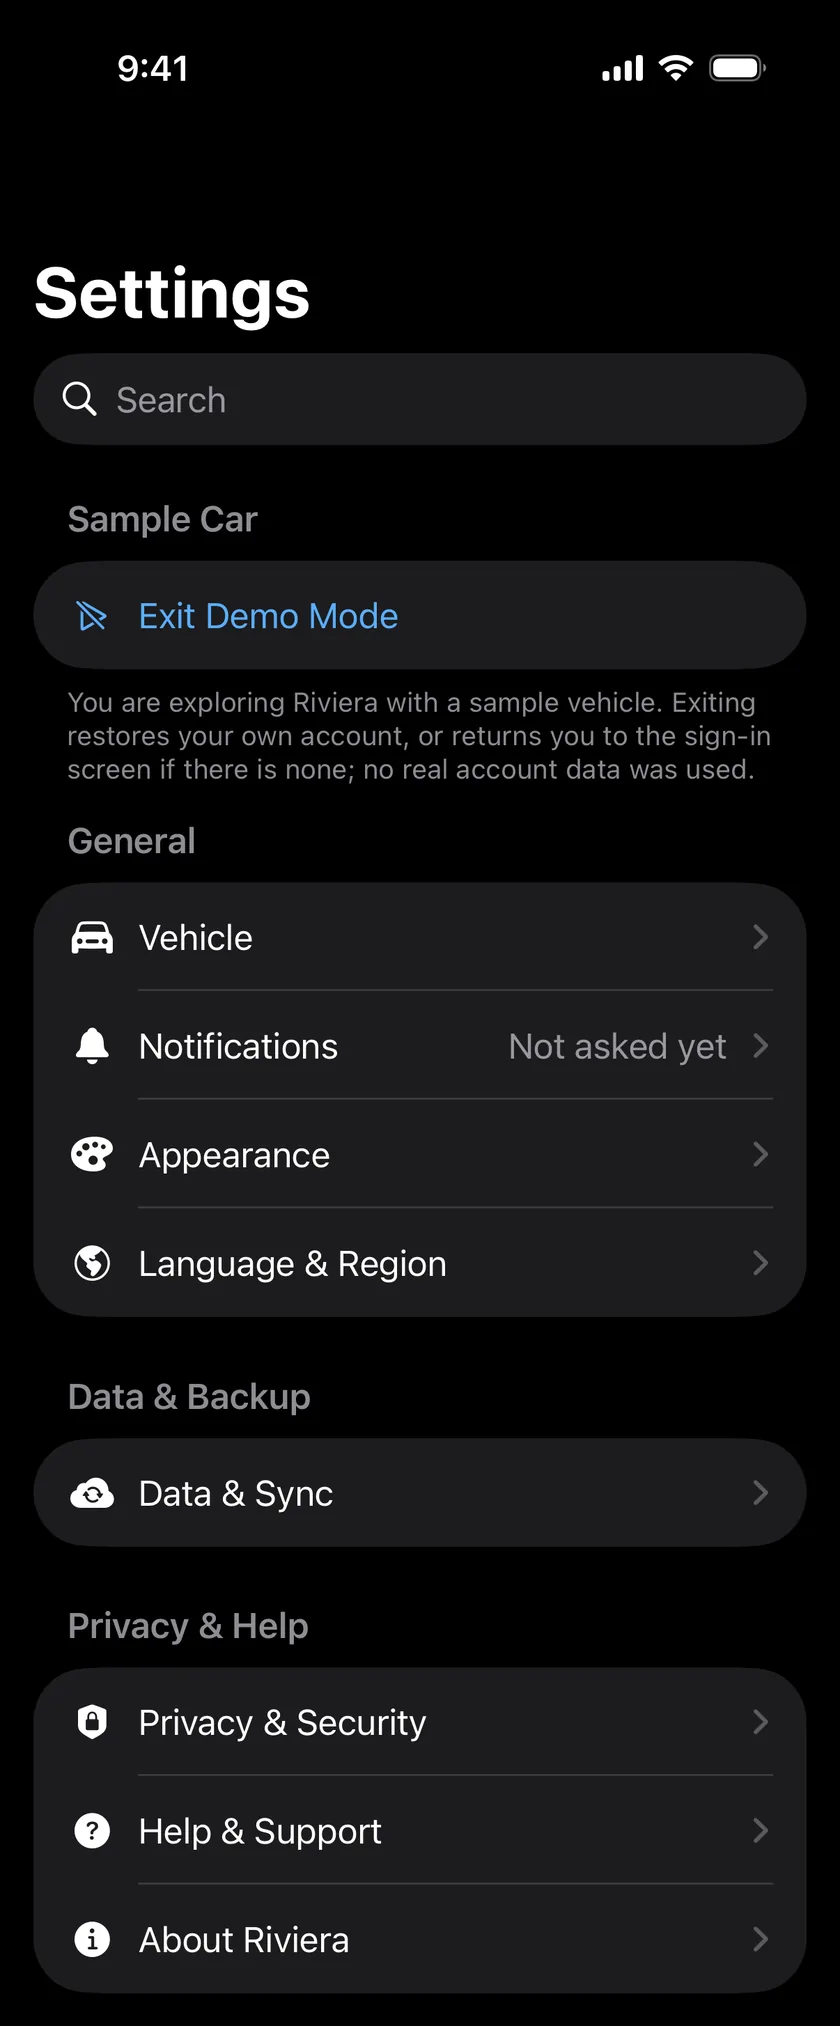 9:41
Settings
Search
Sample Car
Exit Demo Mode
You are exploring Riviera with a sample vehicle. Exiting
restores your own account, or returns you to the sign-in
screen if there is none; no real account data was used.
General
Vehicle
Notifications Not asked yet
Appearance
Language & Region
Data & Backup
Data & Sync
Privacy & Help
Privacy & Security
Help & Support
About Riviera